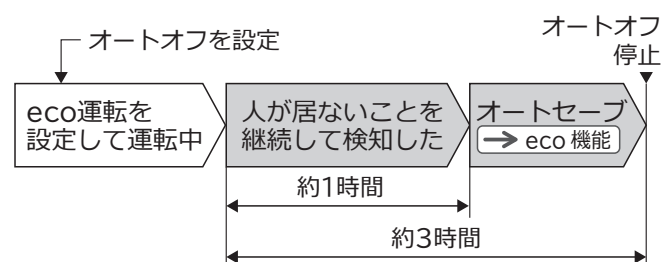 オートオフを設定
オートオフ
停止
eco運転を
設定して運転中
人が居ないことを
継続して検知した
オートセーブ
→ eco 機能
約1時間
約3時間